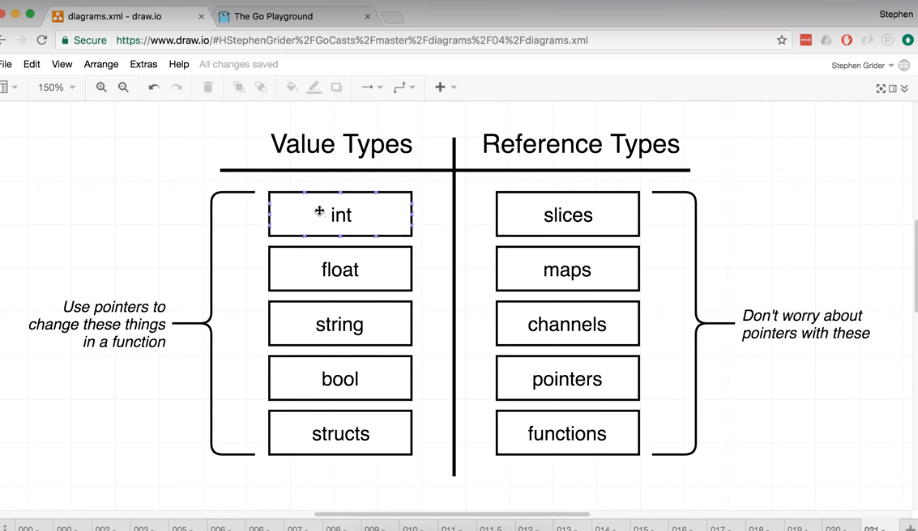 diagrams.xml - draw.io
The Go Playground
Stephen
Secure https://www.draw.io/#HStephenGrider%2FGoCasts%2Fmaster%2Fdiagrams%2F04%2Fdiagrams.xml
File Edit View Arrange Extras Help All changes saved
Stephen Grider
150%
Value Types Reference Types
int slices
float maps
string channels
bool pointers
structs functions
Use pointers to
change these things
in a function
Don't worry about
pointers with these